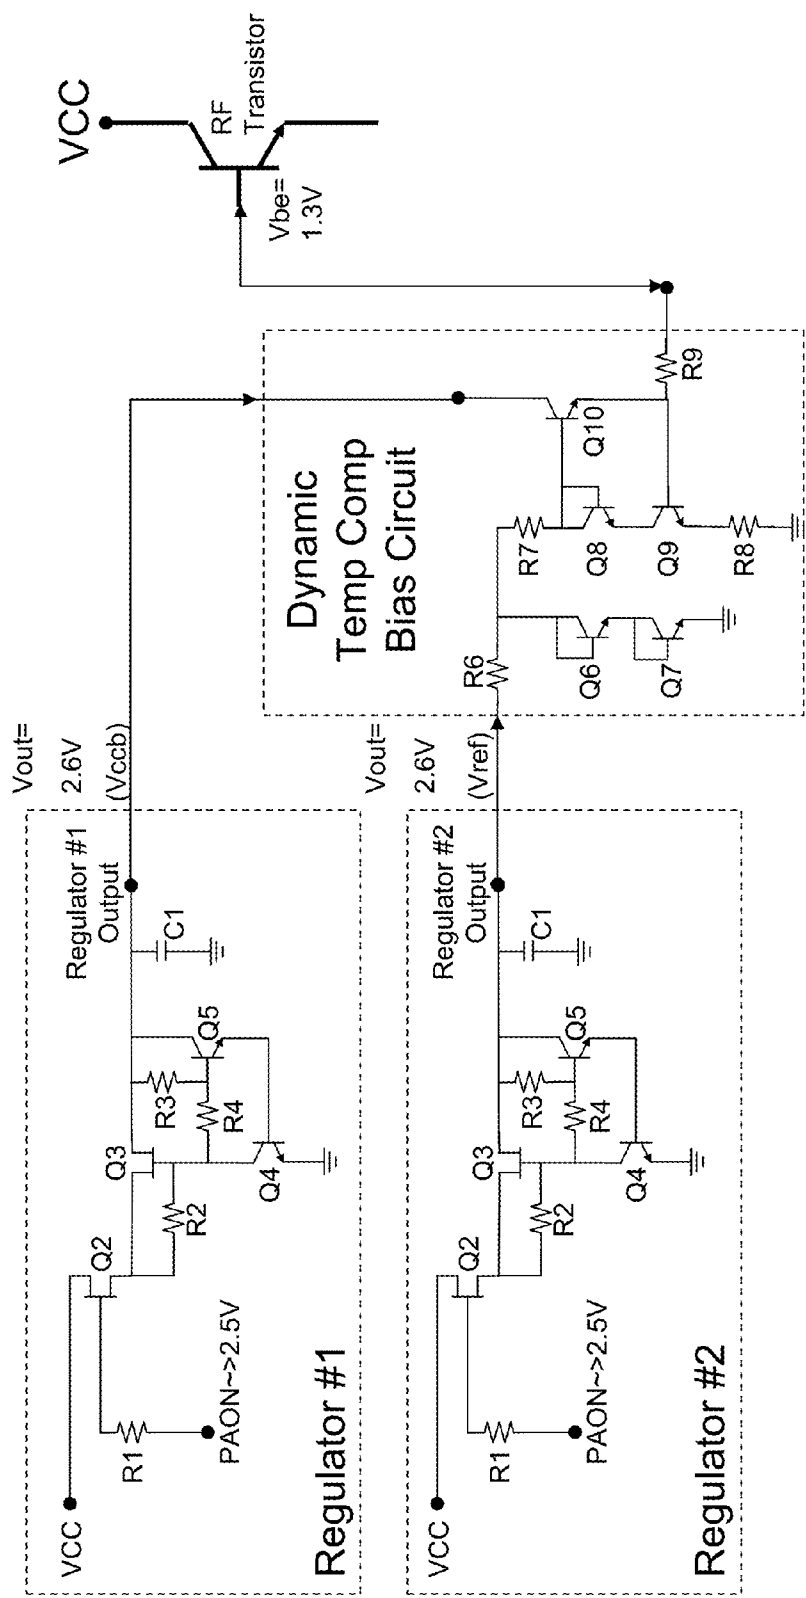 VCC
R1
PAON~>2.5V
Q2
R2
Q3
R3
R4
Q4
Q5
C1
Regulator #1
Output
Regulator #1
Vout=
2.6V
(Vccb)
VCC
R1
PAON~>2.5V
Q2
R2
Q3
R3
R4
Q4
Q5
C1
Regulator #2
Output
Regulator #2
Vout=
2.6V
(Vref)
Dynamic
Temp Comp
Bias Circuit
R6
Q6
Q7
R7
Q8
Q9
R8
Q10
R9
VCC
RF
Transistor
Vbe=
1.3V